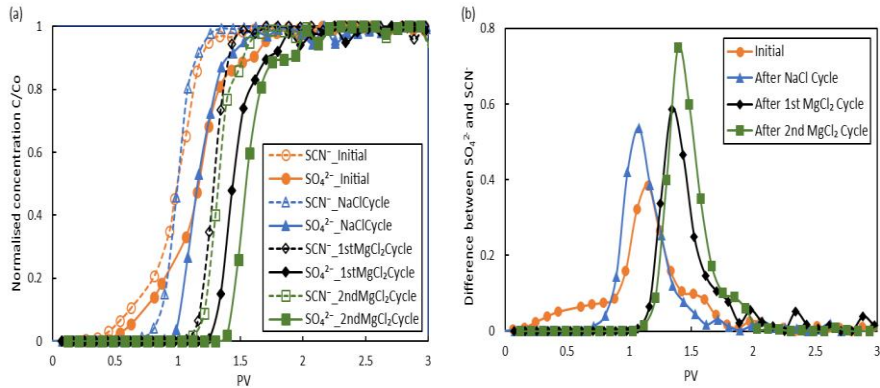 (a)
Normalised concentration C/Co
1
0.8
0.6
0.4
0.2
0
0
0.5
1
1.5
2
2.5
3
PV
SCN⁻_Initial
SO₄²⁻_Initial
SCN⁻_NaClCycle
SO₄²⁻_NaClCycle
SCN⁻_1stMgCl₂Cycle
SO₄²⁻_1stMgCl₂Cycle
SCN⁻_2ndMgCl₂Cycle
SO₄²⁻_2ndMgCl₂Cycle
(b)
Difference between SO₄²⁻ and SCN⁻
0.8
0.6
0.4
0.2
0
0
0.5
1
1.5
2
2.5
3
PV
Initial
After NaCl Cycle
After 1st MgCl₂ Cycle
After 2nd MgCl₂ Cycle